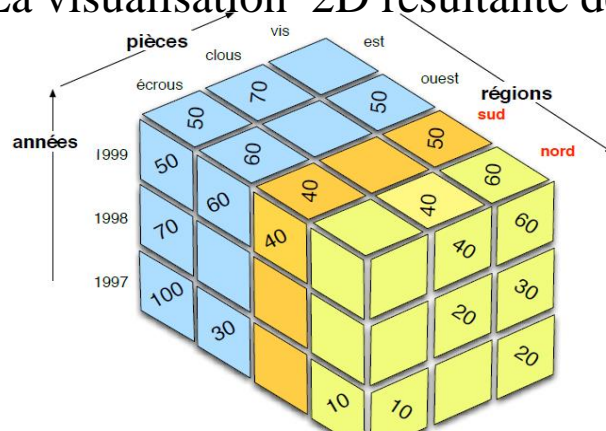 La visualisation 2D résultante de
pièces
vis
clous
écrous
est
ouest
régions
sud
nord
années
1999
1998
1997
50
70
50
60
50
40
40
60
50
60
40
40
60
70
20
30
100
30
10
10
20